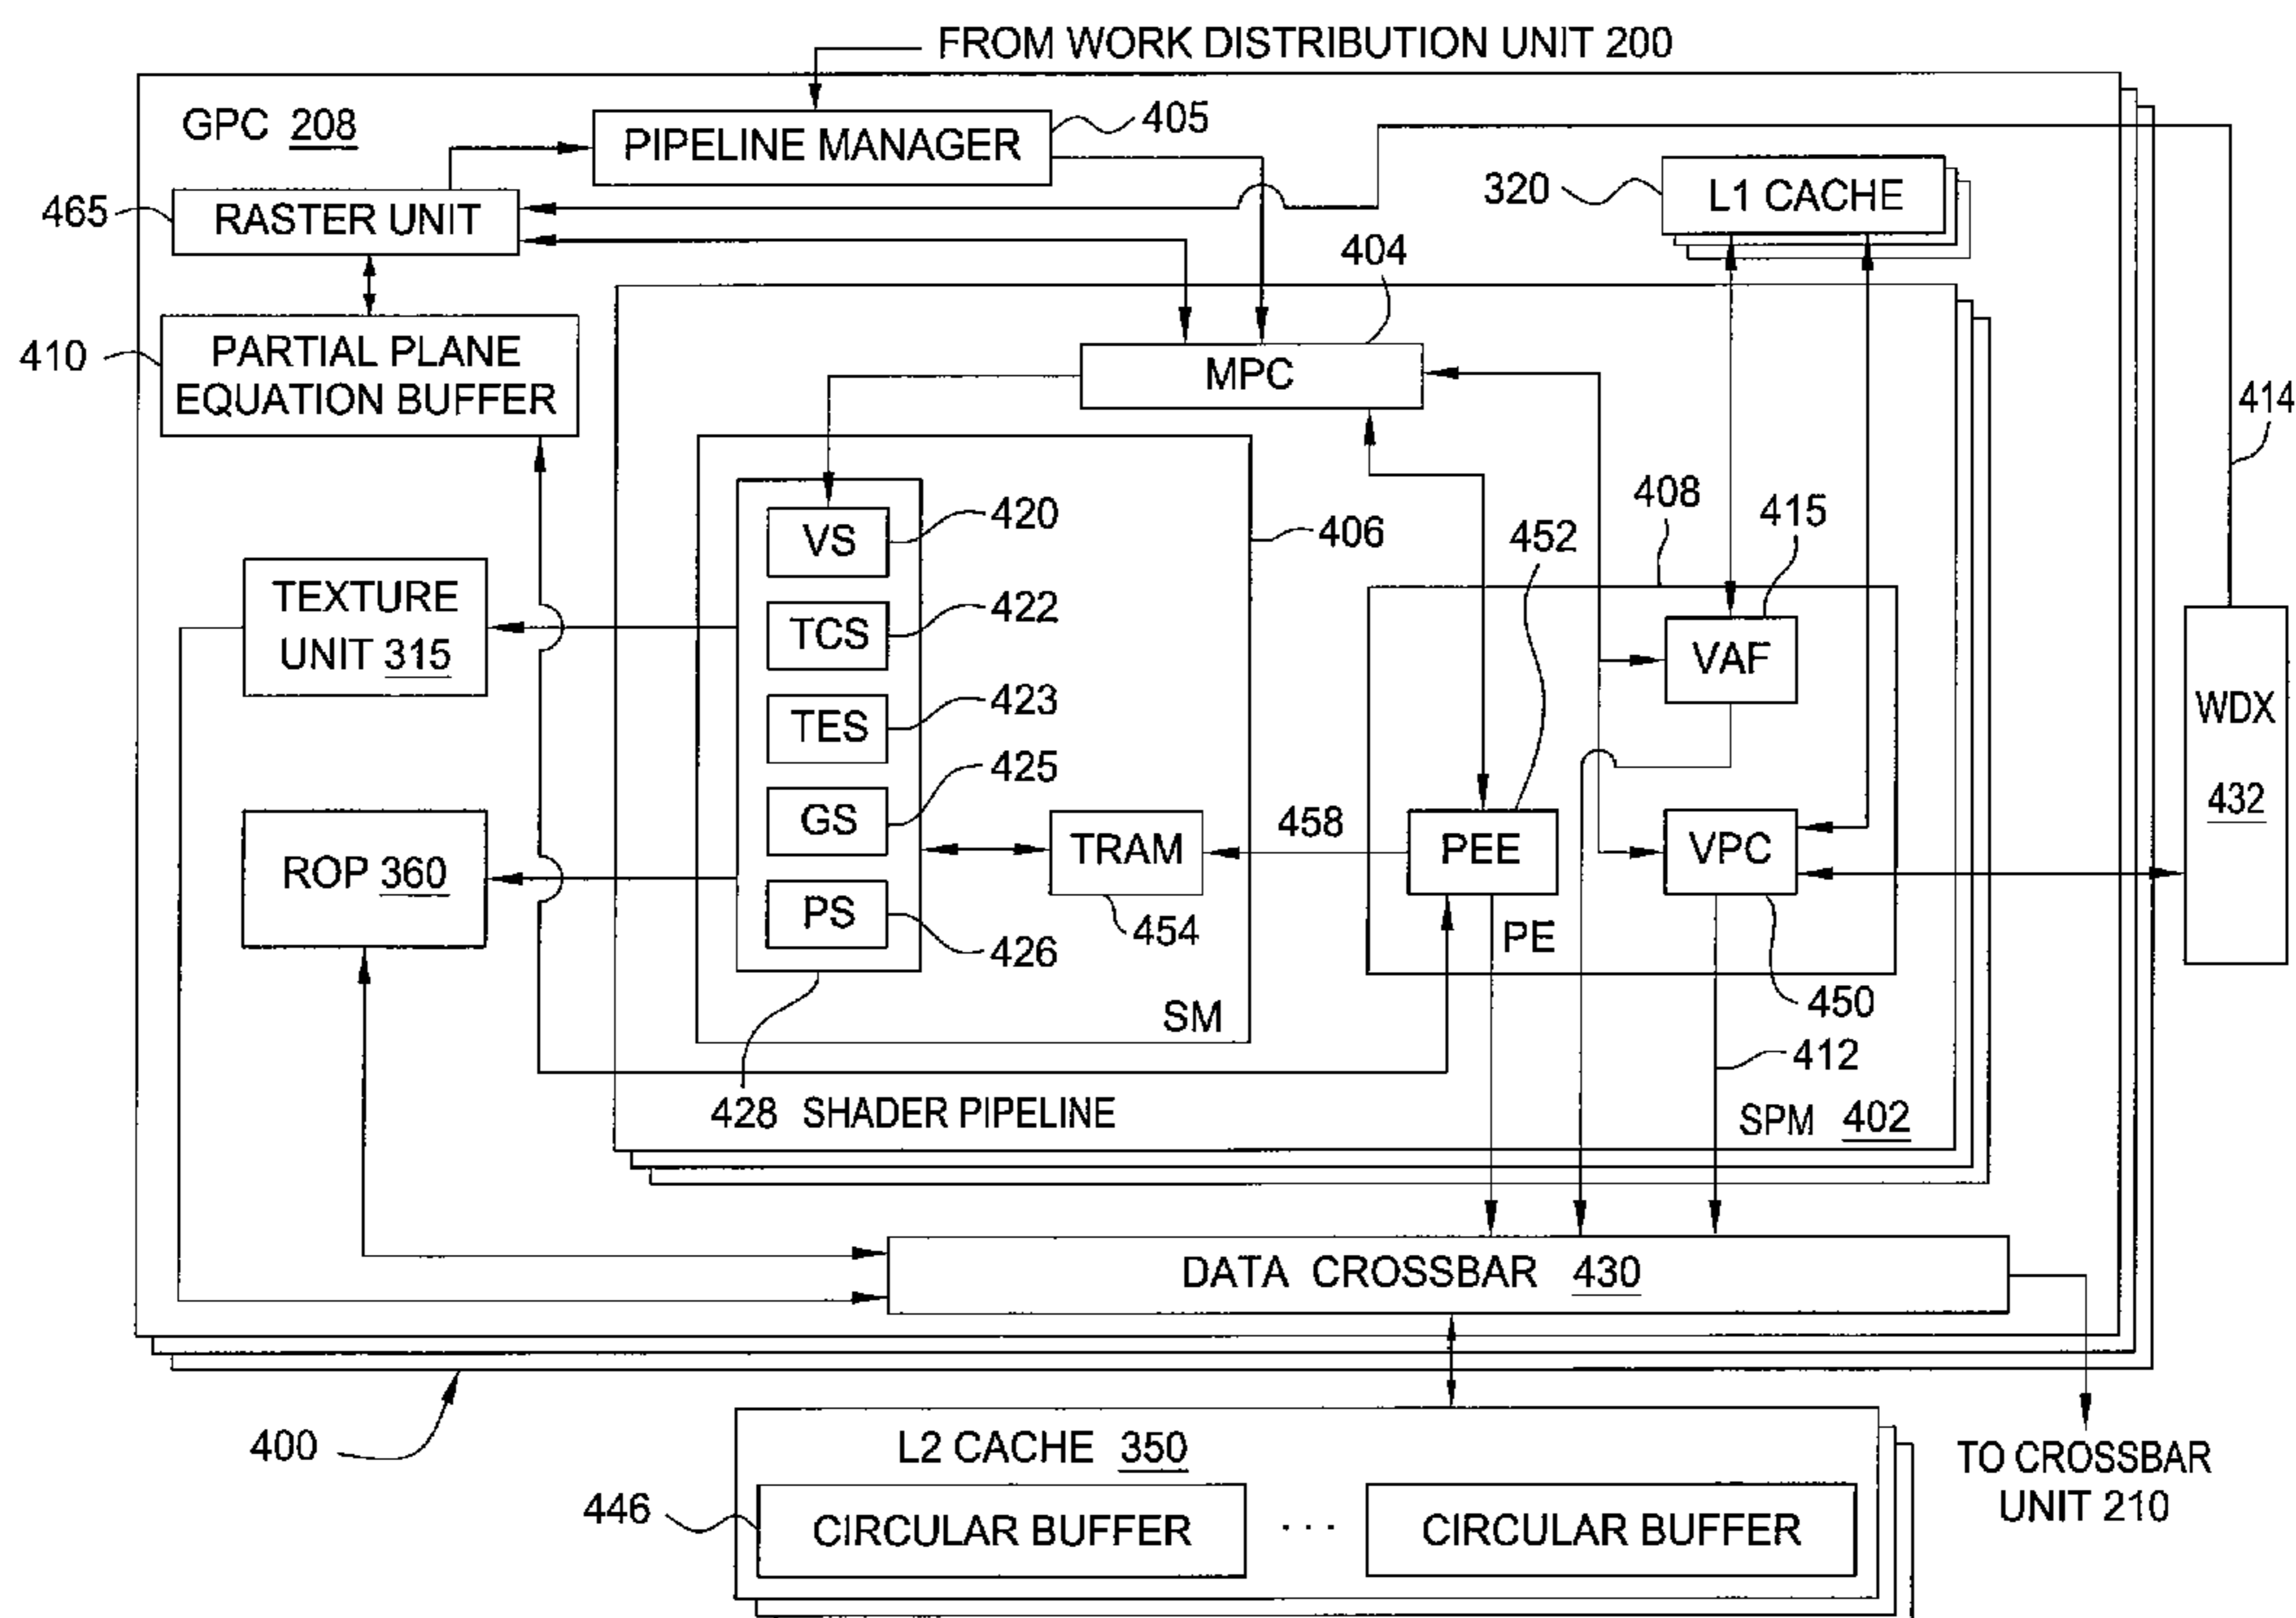 FROM WORK DISTRIBUTION UNIT 200
GPC 208
PIPELINE MANAGER
405
465
RASTER UNIT
320
L1 CACHE
404
410
PARTIAL PLANE
EQUATION BUFFER
MPC
414
408
415
VS
420
406
452
TEXTURE
UNIT 315
TCS
422
VAF
WDX
432
TES
423
425
ROP 360
GS
TRAM
458
PEE
VPC
PS
426
454
PE
SM
450
412
428
SHADER PIPELINE
SPM 402
DATA CROSSBAR 430
400
L2 CACHE 350
TO CROSSBAR
UNIT 210
446
CIRCULAR BUFFER
. . .
CIRCULAR BUFFER